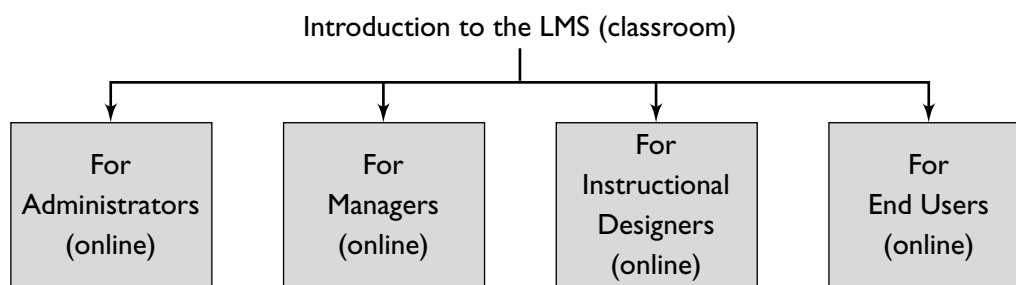 Introduction to the LMS (classroom)
For
Administrators
(online)
For
Managers
(online)
For
Instructional
Designers
(online)
For
End Users
(online)